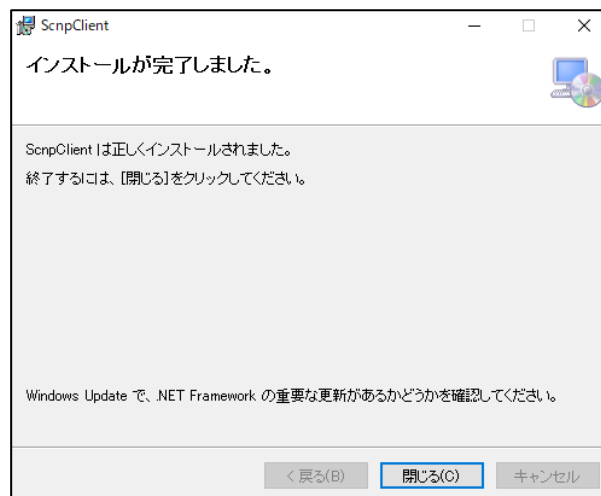 ScnpClient
インストールが完了しました。
ScnpClient は正しくインストールされました。
終了するには、[閉じる]をクリックしてください。
Windows Update で、.NET Framework の重要な更新があるかどうかを確認してください。
< 戻る(B)
閉じる(C)
キャンセル